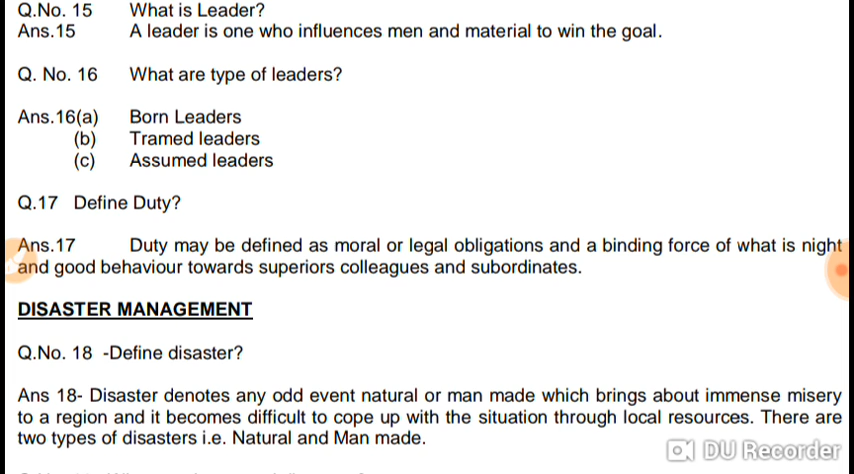 Q.No. 15 What is Leader?
Ans.15 A leader is one who influences men and material to win the goal.
Q. No. 16 What are type of leaders?
Ans.16(a) Born Leaders
(b) Tramed leaders
(c) Assumed leaders
Q.17 Define Duty?
Ans.17 Duty may be defined as moral or legal obligations and a binding force of what is night
and good behaviour towards superiors colleagues and subordinates.
DISASTER MANAGEMENT
Q.No. 18 -Define disaster?
Ans 18- Disaster denotes any odd event natural or man made which brings about immense misery
to a region and it becomes difficult to cope up with the situation through local resources. There are
two types of disasters i.e. Natural and Man made.
DU Recorder